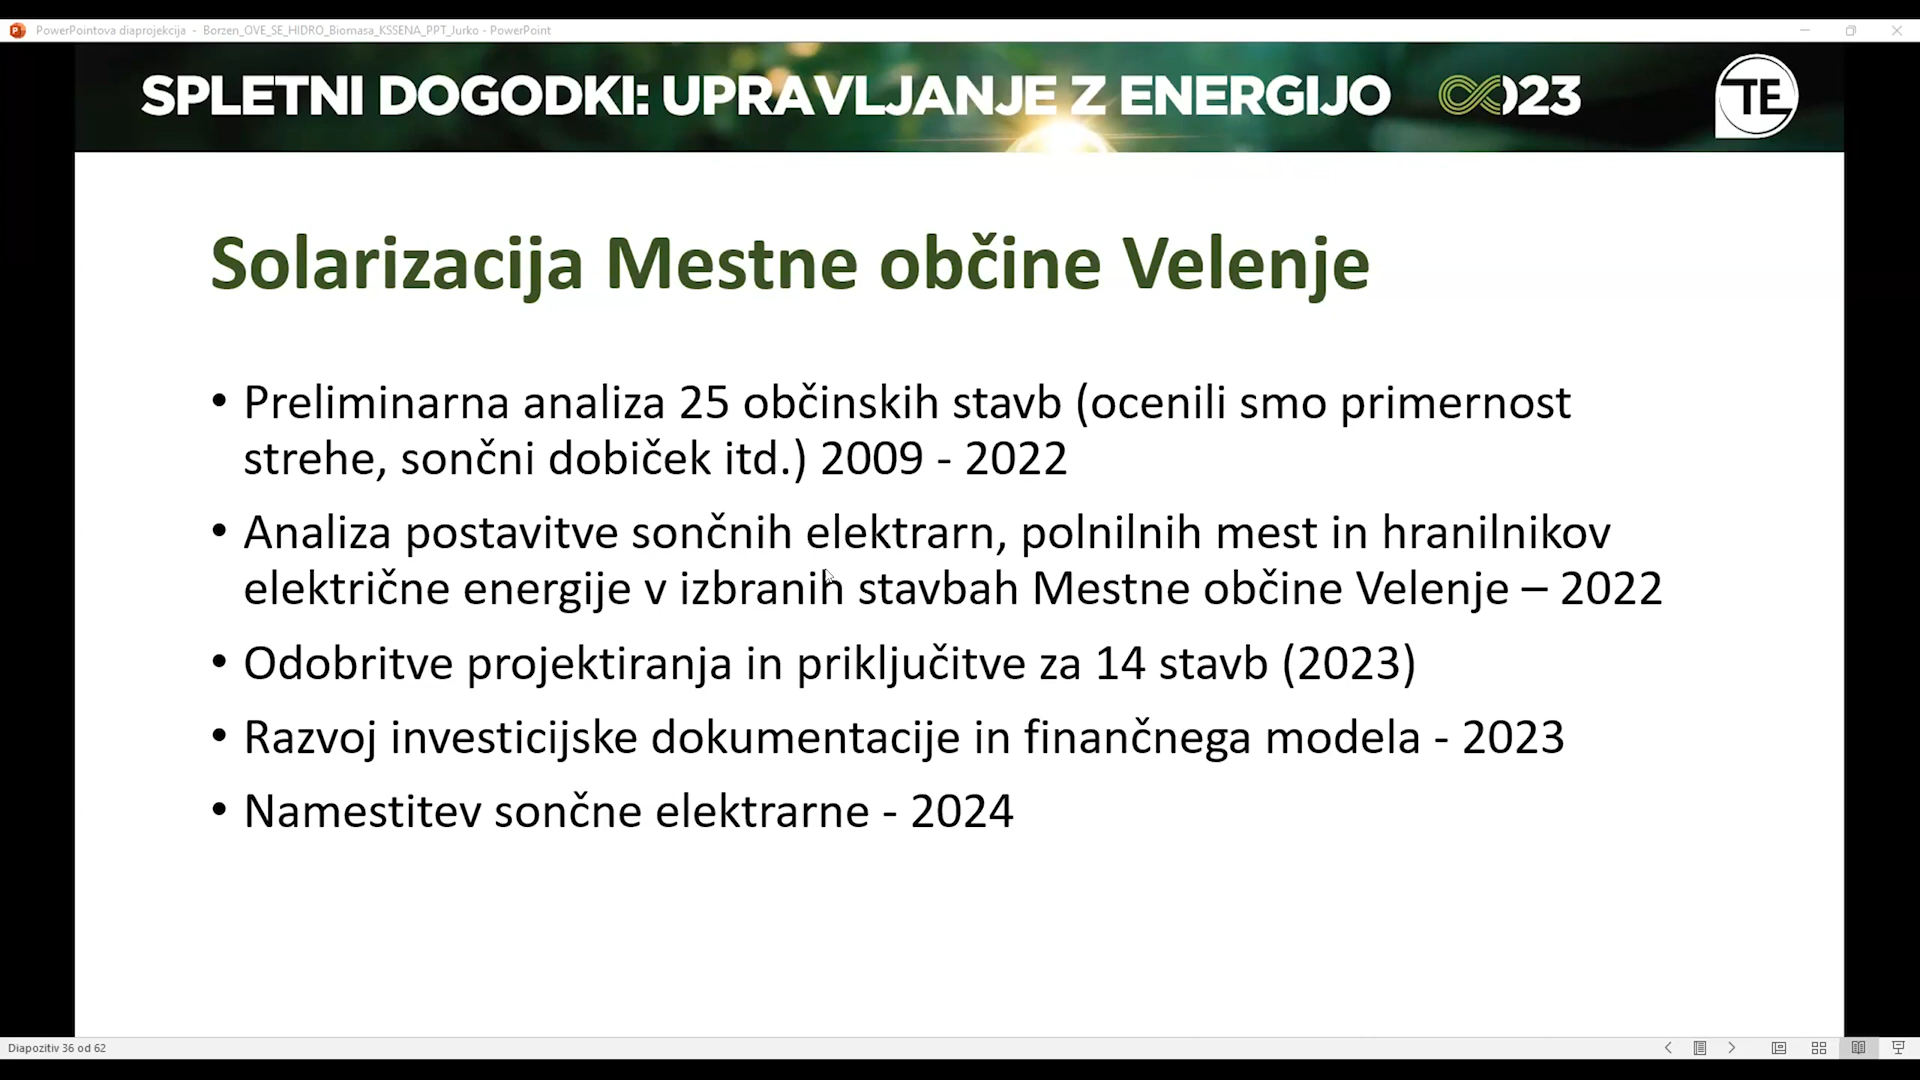 PowerPointova diaprojekcija - Borzen_OVE_SE_HIDRO_Biomasa_KSSENA_PPT_Jurko - PowerPoint
SPLETNI DOGODKI: UPRAVLJANJE Z ENERGIJO 023 TE
Solarizacija Mestne občine Velenje
• Preliminarna analiza 25 občinskih stavb (ocenili smo primernost
strehe, sončni dobiček itd.) 2009 - 2022
• Analiza postavitve sončnih elektrarn, polnilnih mest in hranilnikov
električne energije v izbranih stavbah Mestne občine Velenje – 2022
• Odobritve projektiranja in priključitve za 14 stavb (2023)
• Razvoj investicijske dokumentacije in finančnega modela - 2023
• Namestitev sončne elektrarne - 2024
Diapozitiv 36 od 62